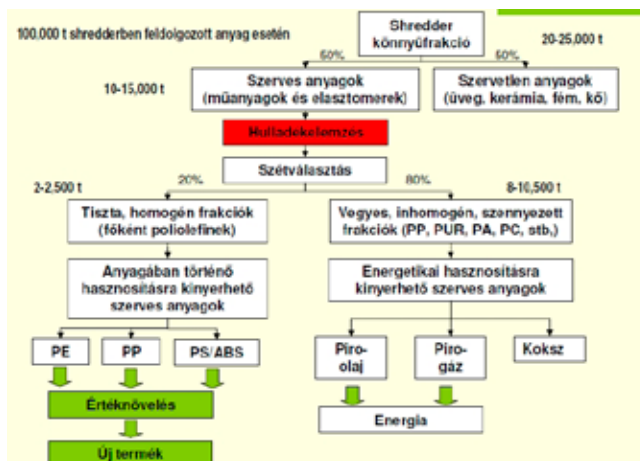 100.000 t shredderben feldolgozott anyag esetén
Shredder
könnyűfrakció
20-25,000 t
50%
50%
10-15,000 t
Szerves anyagok
(műanyagok és elasztomerek)
Szervetlen anyagok
(üveg, kerámia, fém, kő)
Hulladékelemzés
Szétválasztás
2-2,500 t
20%
80%
8-10,500 t
Tiszta, homogén frakciók
(főként poliolefinek)
Vegyes, inhomogén, szennyezett
frakciók (PP, PUR, PA, PC, stb,)
Anyagában történő
hasznosításra kinyerhető
szerves anyagok
Energetikai hasznosításra
kinyerhető szerves anyagok
PE
PP
PS/ABS
Piro-
olaj
Piro-
gáz
Koksz
Értéknövelés
Energia
Új termék